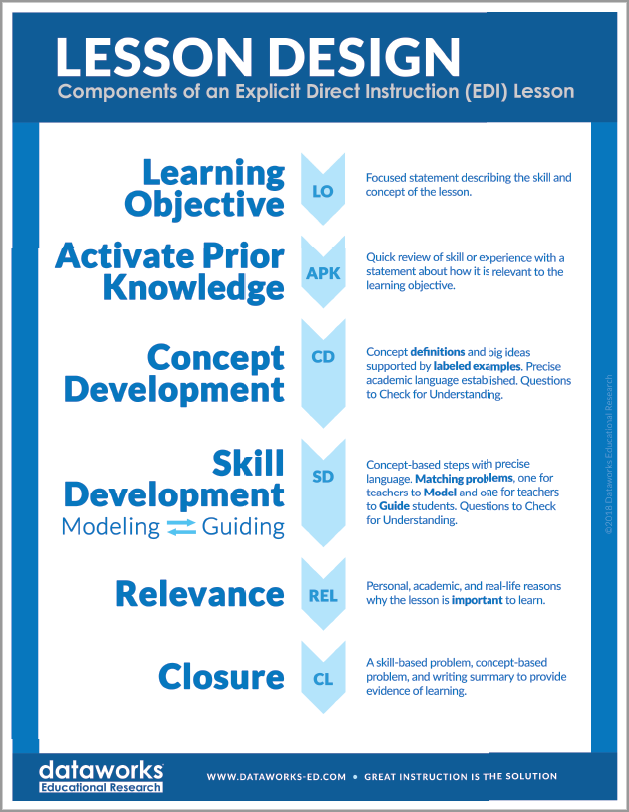 LESSON DESIGN
Components of an Explicit Direct Instruction (EDI) Lesson
Learning
Objective
LO
Focused statement describing the skill and
concept of the lesson.
Activate Prior
Knowledge
APK
Quick review of skill or experience with a
statement about how it is relevant to the
learning objective.
Concept
Development
CD
Concept definitions and big ideas
supported by labeled examples. Precise
academic language established. Questions
to Check for Understanding.
Skill
Development
Modeling Guiding
SD
Concept-based steps with precise
language. Matching problems, one for
teachers to Model and one for teachers
to Guide students. Questions to Check
for Understanding.
Relevance
REL
Personal, academic, and real-life reasons
why the lesson is important to learn.
Closure
CL
A skill-based problem, concept-based
problem, and writing summary to provide
evidence of learning.
©2018 Dataworks Educational Research
dataworks
Educational Research
WWW.DATAWORKS-ED.COM • GREAT INSTRUCTION IS THE SOLUTION